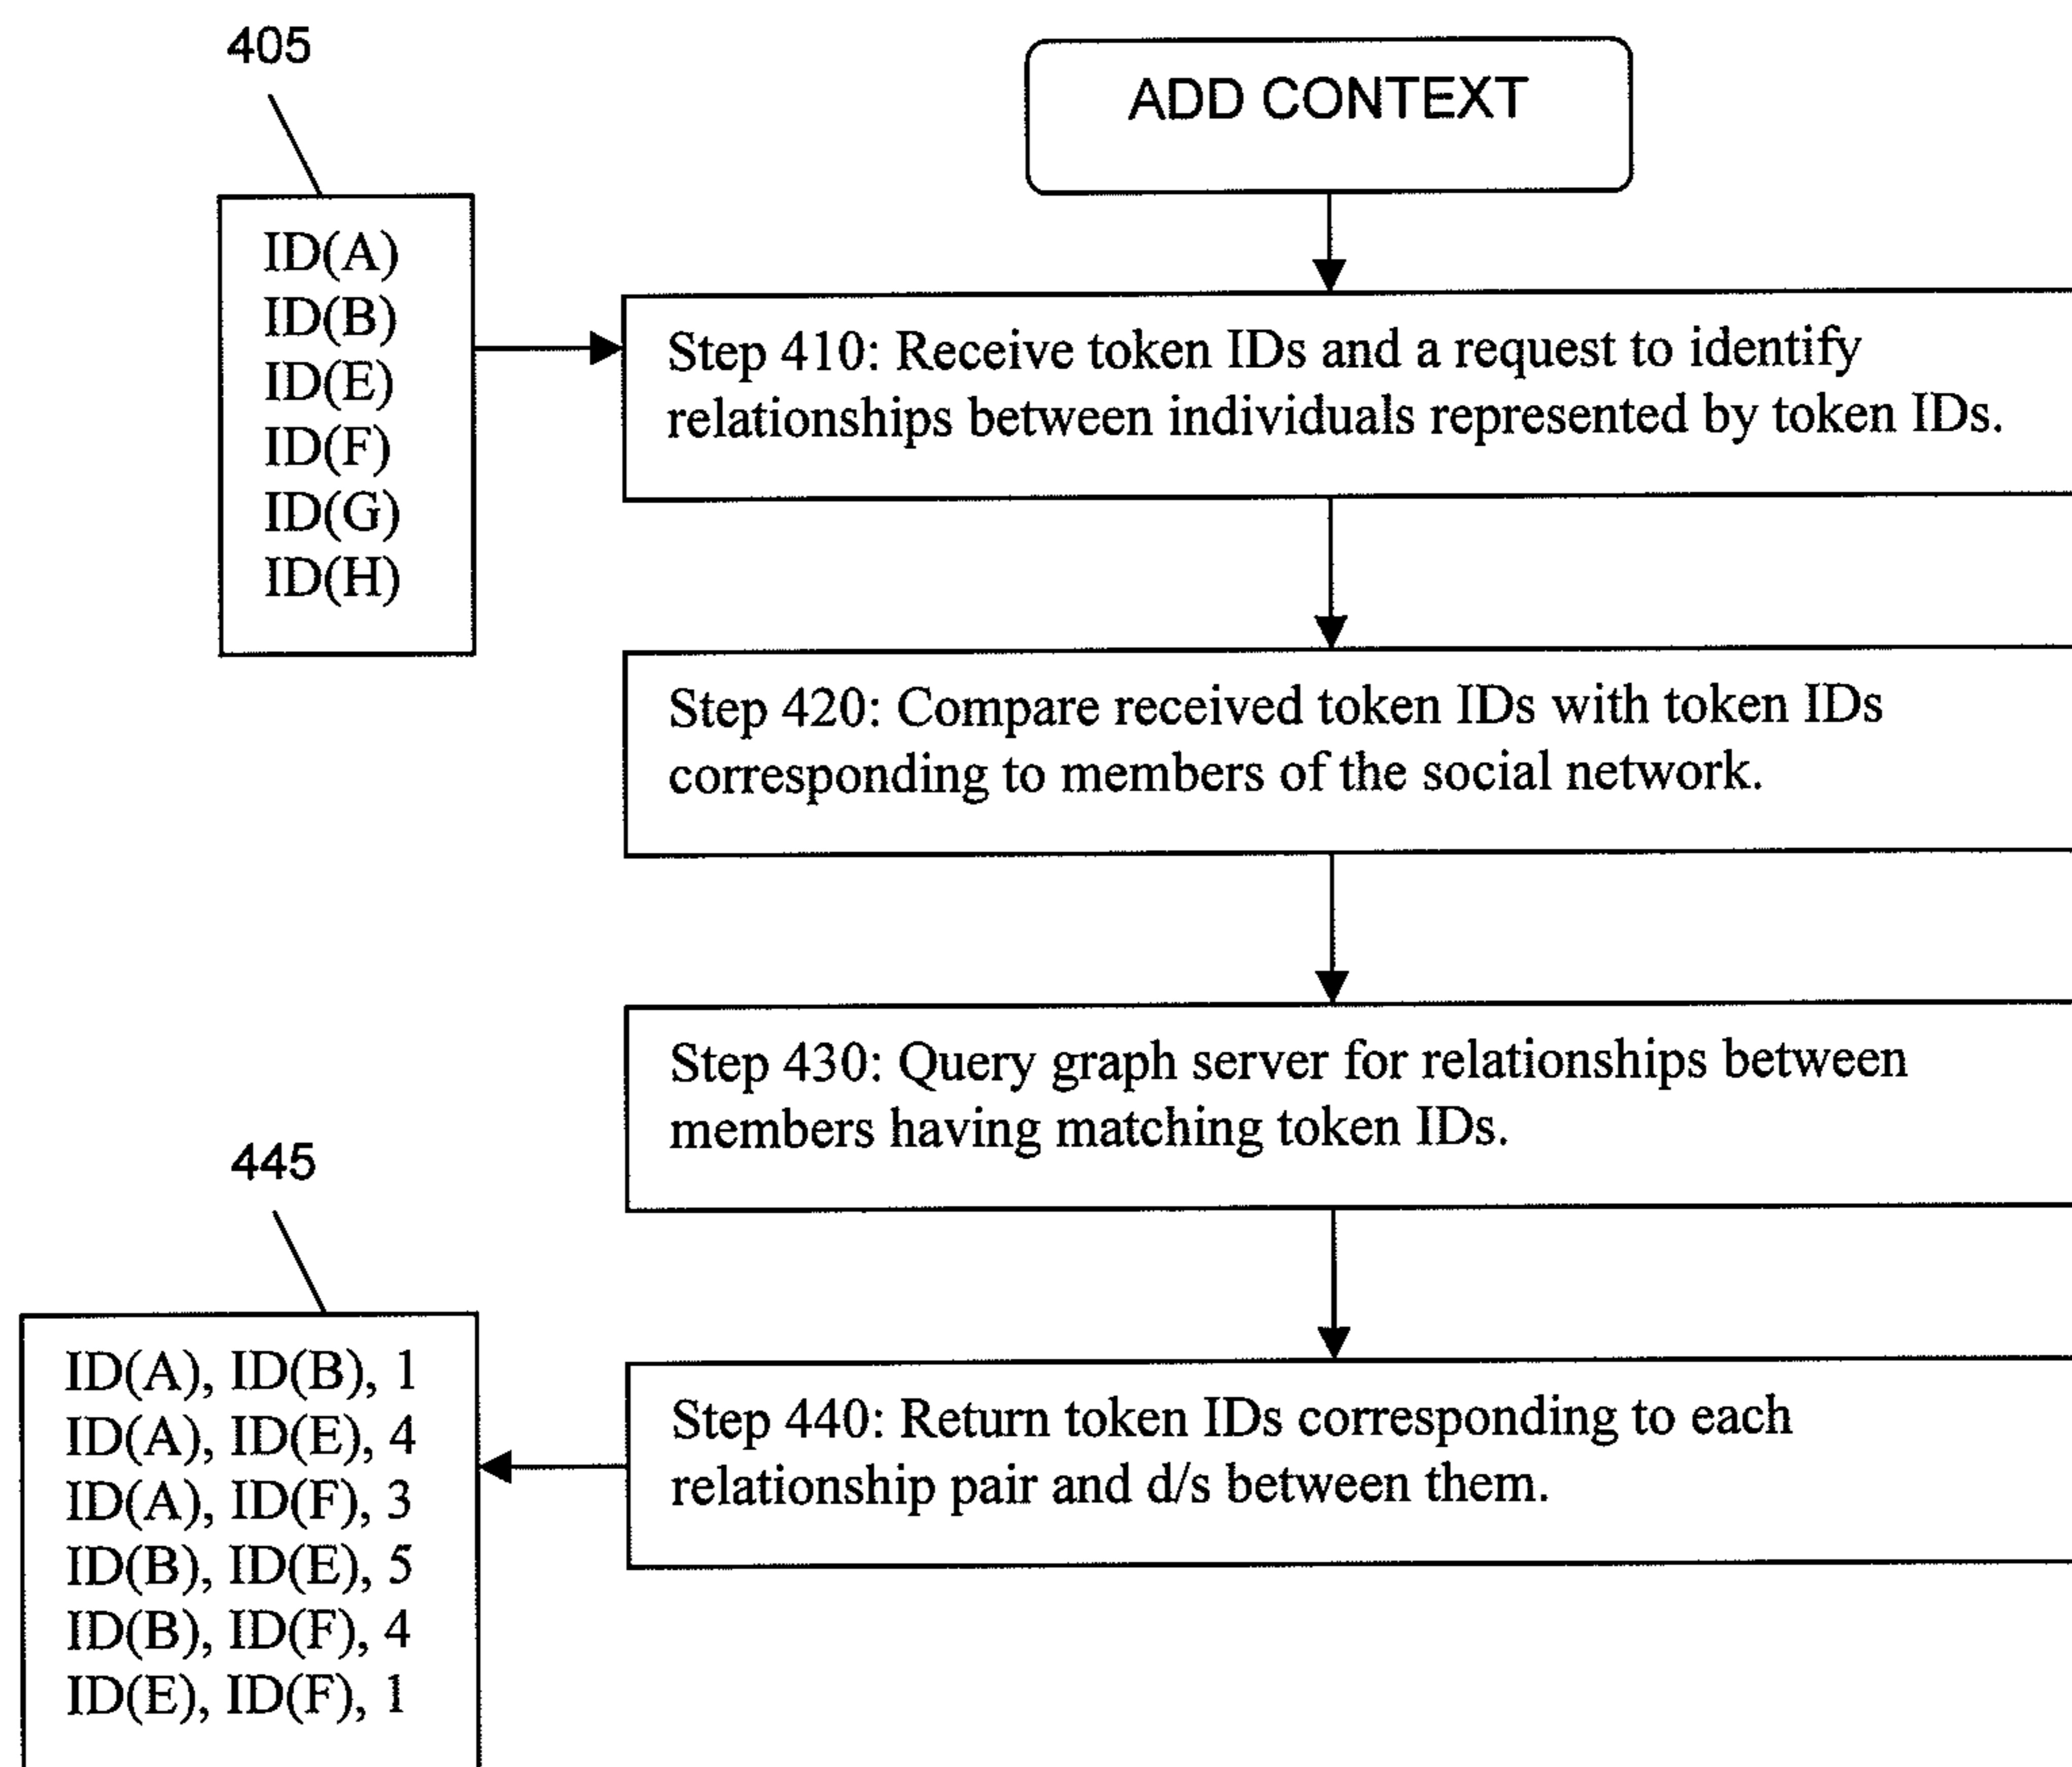 405
ADD CONTEXT
ID(A)
ID(B)
ID(E)
ID(F)
ID(G)
ID(H)
Step 410: Receive token IDs and a request to identify
relationships between individuals represented by token IDs.
Step 420: Compare received token IDs with token IDs
corresponding to members of the social network.
Step 430: Query graph server for relationships between
members having matching token IDs.
445
ID(A), ID(B), 1
ID(A), ID(E), 4
ID(A), ID(F), 3
ID(B), ID(E), 5
ID(B), ID(F), 4
ID(E), ID(F), 1
Step 440: Return token IDs corresponding to each
relationship pair and d/s between them.